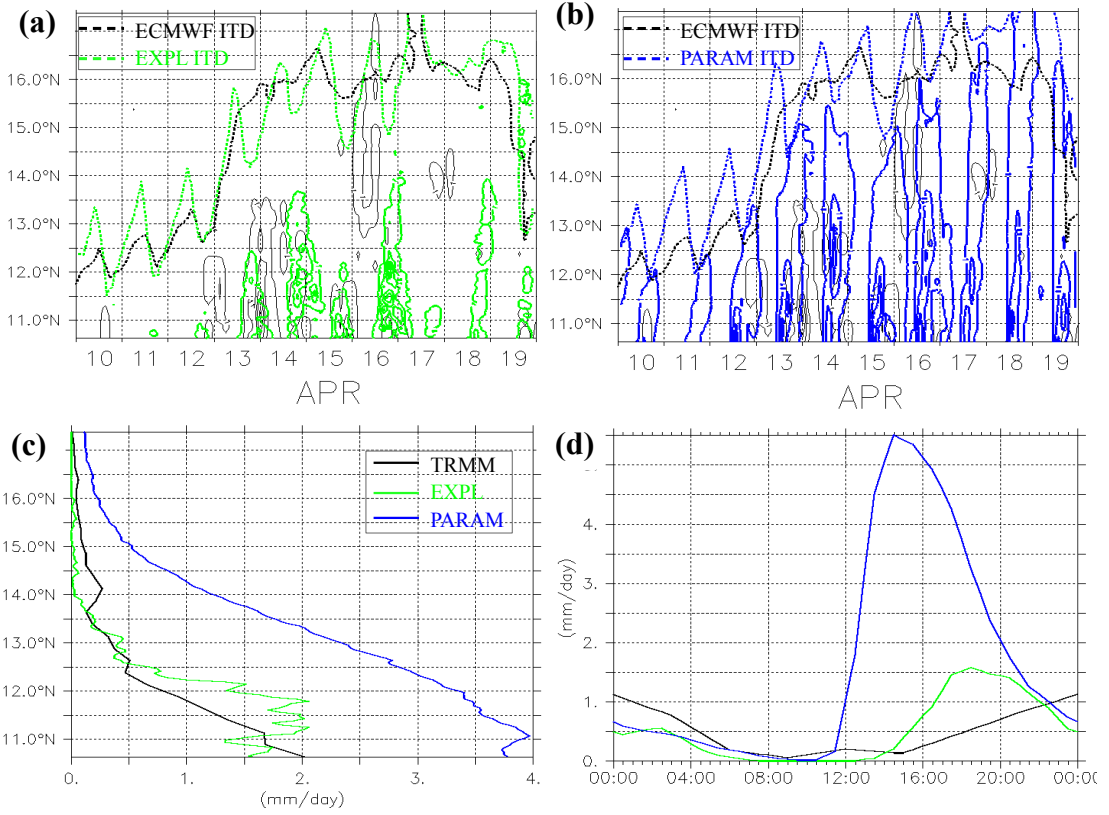 (a)
ECMWF ITD
EXPL ITD
16.0°N
15.0°N
14.0°N
13.0°N
12.0°N
11.0°N
10 11 12 13 14 15 16 17 18 19
APR
(b)
ECMWF ITD
PARAM ITD
16.0°N
15.0°N
14.0°N
13.0°N
12.0°N
11.0°N
10 11 12 13 14 15 16 17 18 19
APR
(c)
TRMM
EXPL
PARAM
16.0°N
15.0°N
14.0°N
13.0°N
12.0°N
11.0°N
0. 1. 2. 3. 4.
(mm/day)
(d)
(mm/day)
5.
4.
3.
2.
1.
0.
00:00 04:00 08:00 12:00 16:00 20:00 00:00